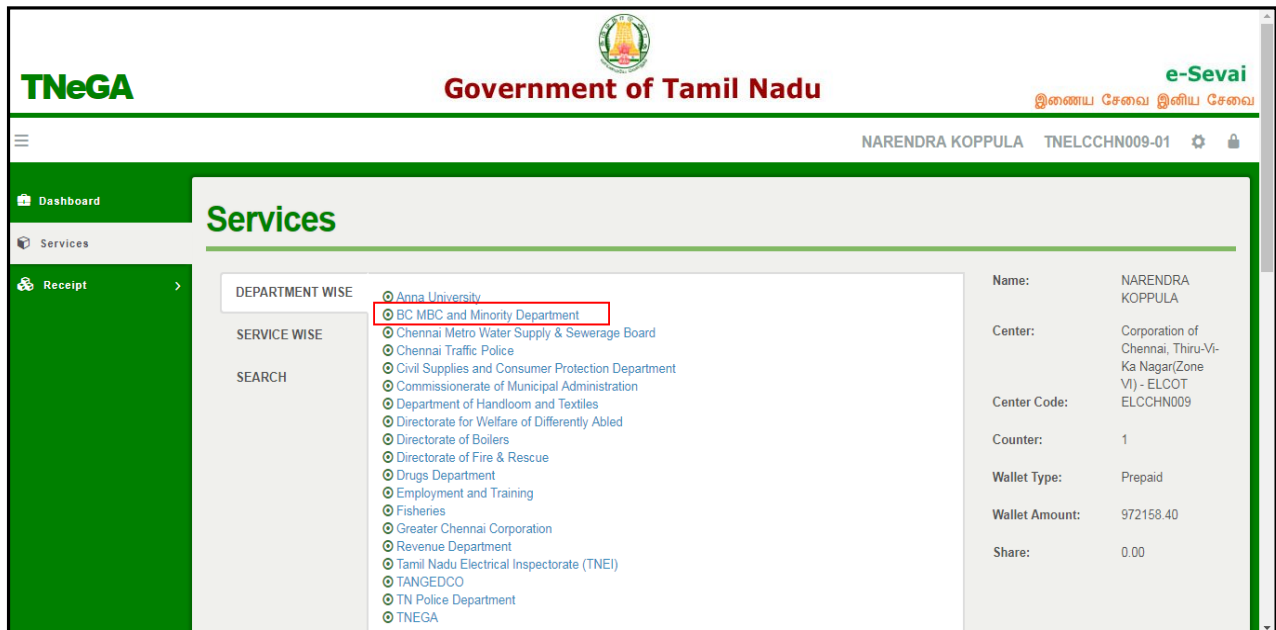 TNeGA
Government of Tamil Nadu
e-Sevai
இணைய சேவை இனிய சேவை
NARENDRA KOPPULA TNELCCHN009-01
Dashboard
Services
Receipt
Services
DEPARTMENT WISE
SERVICE WISE
SEARCH
Anna University
BC MBC and Minority Department
Chennai Metro Water Supply & Sewerage Board
Chennai Traffic Police
Civil Supplies and Consumer Protection Department
Commissionerate of Municipal Administration
Department of Handloom and Textiles
Directorate for Welfare of Differently Abled
Directorate of Boilers
Directorate of Fire & Rescue
Drugs Department
Employment and Training
Fisheries
Greater Chennai Corporation
Revenue Department
Tamil Nadu Electrical Inspectorate (TNEI)
TANGEDCO
TN Police Department
TNEGA
Name: NARENDRA
KOPPULA
Center: Corporation of
Chennai, Thiru-Vi-
Ka Nagar(Zone
VI) - ELCOT
Center Code: ELCCHN009
Counter: 1
Wallet Type: Prepaid
Wallet Amount: 972158.40
Share: 0.00